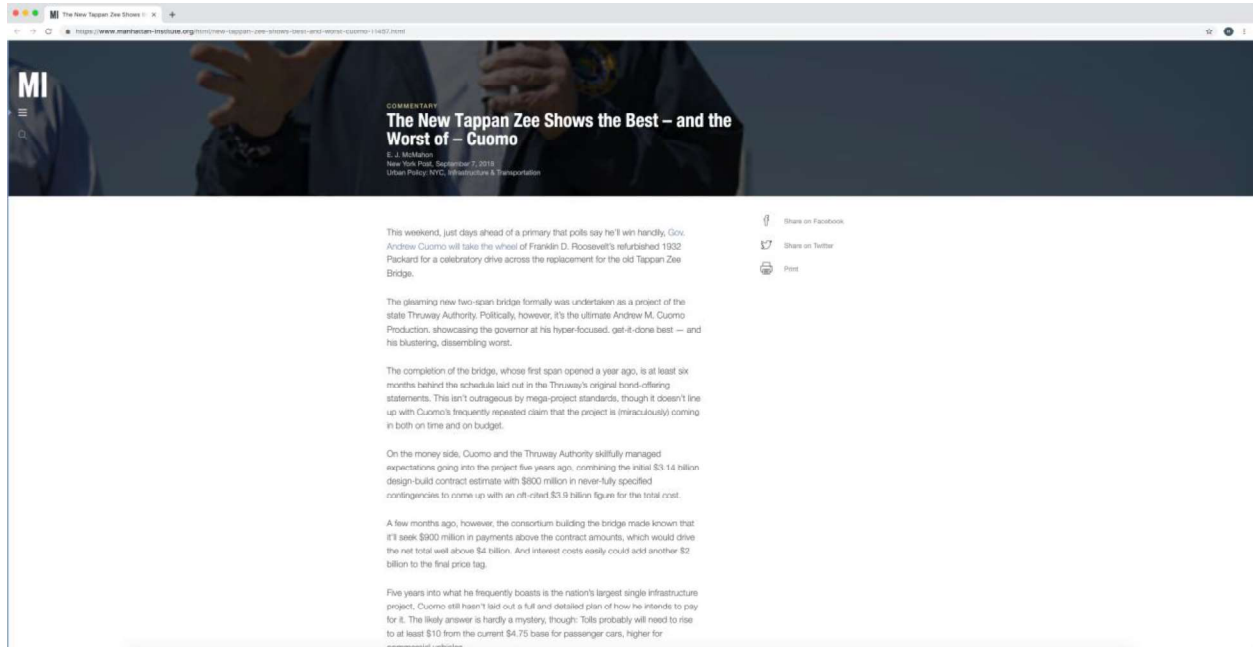 MI The New Tappan Zee Shows
https://www.manhattan-institute.org/html/new-tappan-zee-shows-best-and-worst-cuomo-11457.html
MI
COMMENTARY
The New Tappan Zee Shows the Best – and the
Worst of – Cuomo
E. J. McMahon
New York Post, September 7, 2018
Urban Policy: NYC, Infrastructure & Transportation
This weekend, just days ahead of a primary that polls say he'll win handily, Gov.
Andrew Cuomo will take the wheel of Franklin D. Roosevelt's refurbished 1932
Packard for a celebratory drive across the replacement for the old Tappan Zee
Bridge.
The gleaming new two-span bridge formally was undertaken as a project of the
state Thruway Authority. Politically, however, it's the ultimate Andrew M. Cuomo
Production, showcasing the governor at his hyper-focused, get-it-done best — and
his blustering, dissembling worst.
The completion of the bridge, whose first span opened a year ago, is at least six
months behind the schedule laid out in the Thruway's original bond-offering
statements. This isn't outrageous by mega-project standards, though it doesn't line
up with Cuomo's frequently repeated claim that the project is (miraculously) coming
in both on time and on budget.
On the money side, Cuomo and the Thruway Authority skillfully managed
expectations going into the project five years ago, combining the initial $3.14 billion
design-build contract estimate with $800 million in never-fully specified
contingencies to come up with an oft-cited $3.9 billion figure for the total cost.
A few months ago, however, the consortium building the bridge made known that
it'll seek $900 million in payments above the contract amounts, which would drive
the net total well above $4 billion. And interest costs easily could add another $2
billion to the final price tag.
Five years into what he frequently boasts is the nation's largest single infrastructure
project, Cuomo still hasn't laid out a full and detailed plan of how he intends to pay
for it. The likely answer is hardly a mystery, though: Tolls probably will need to rise
to at least $10 from the current $4.75 base for passenger cars, higher for
commercial vehicles.
Share on Facebook
Share on Twitter
Print